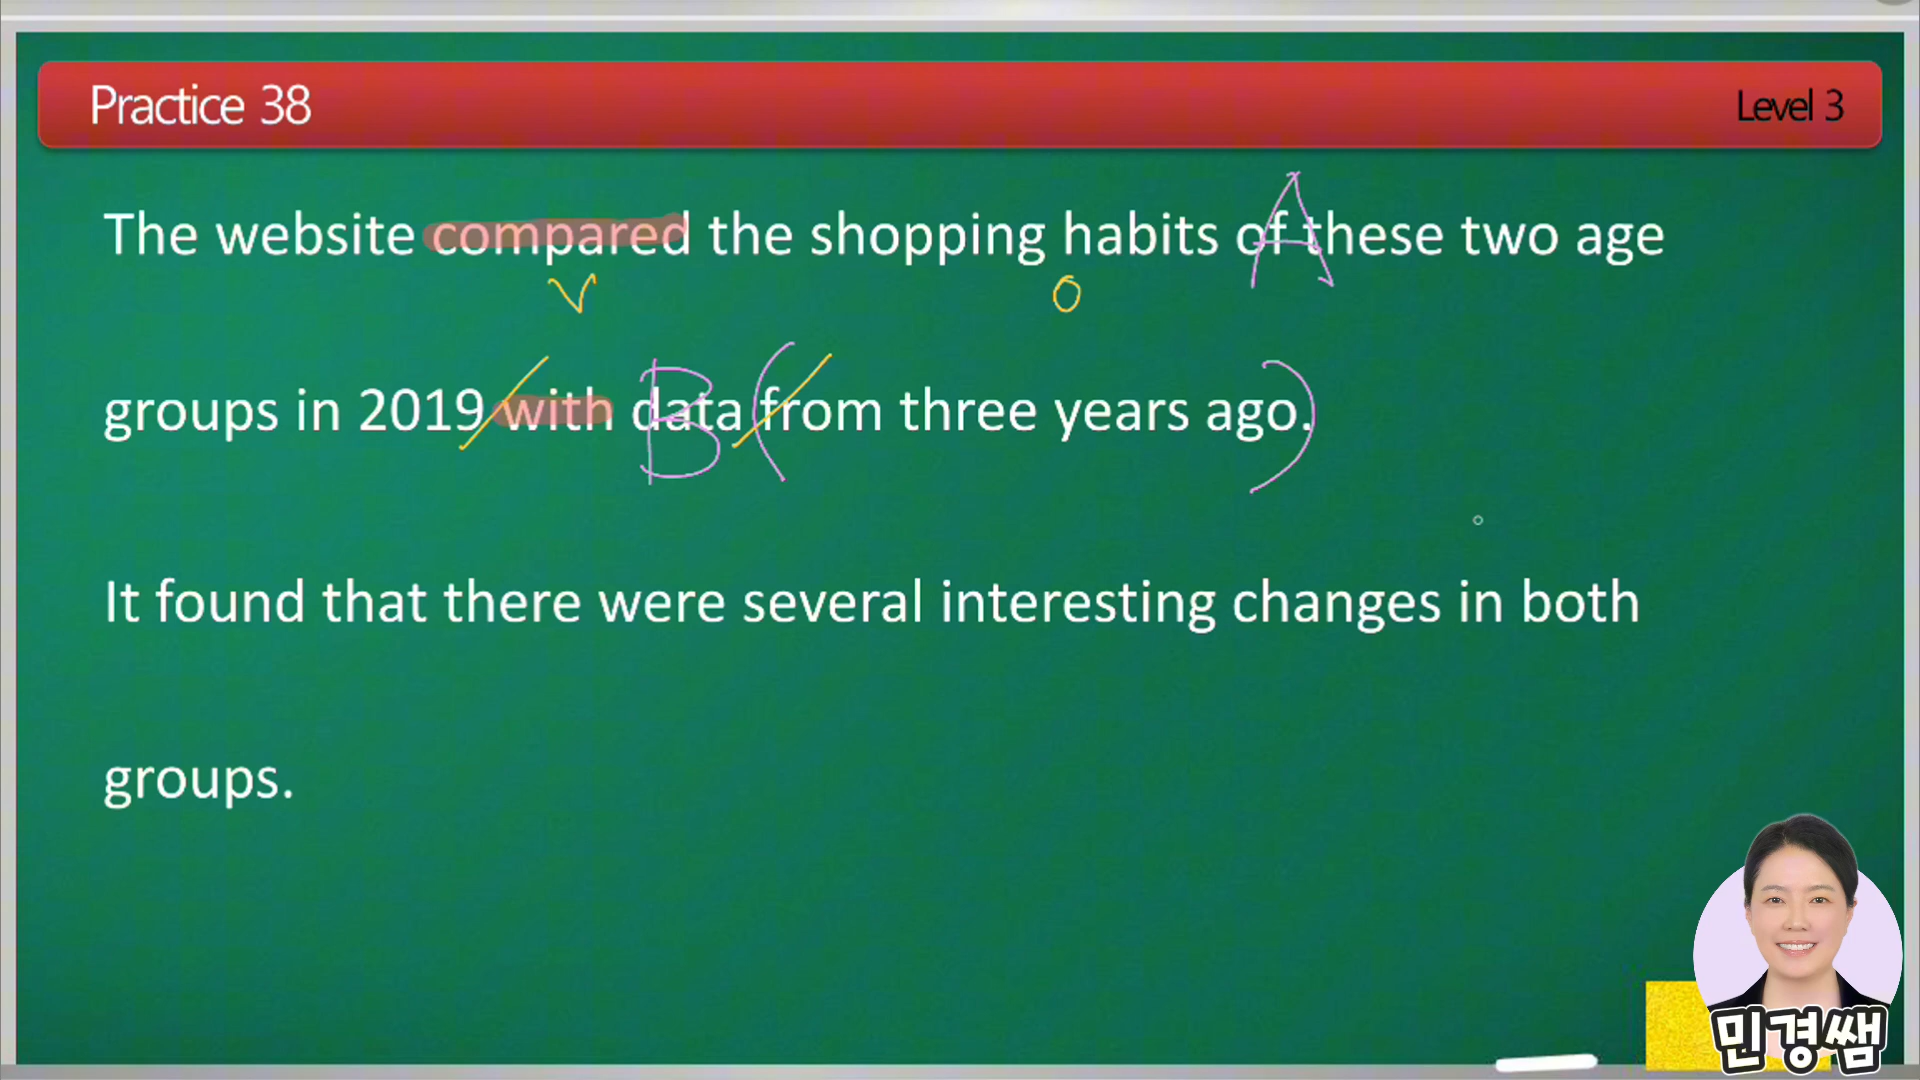 Practice 38
Level 3
The website compared the shopping habits of these two age
V
O
A
groups in 2019 with data from three years ago.
B ( )
It found that there were several interesting changes in both
groups.
민경쌤